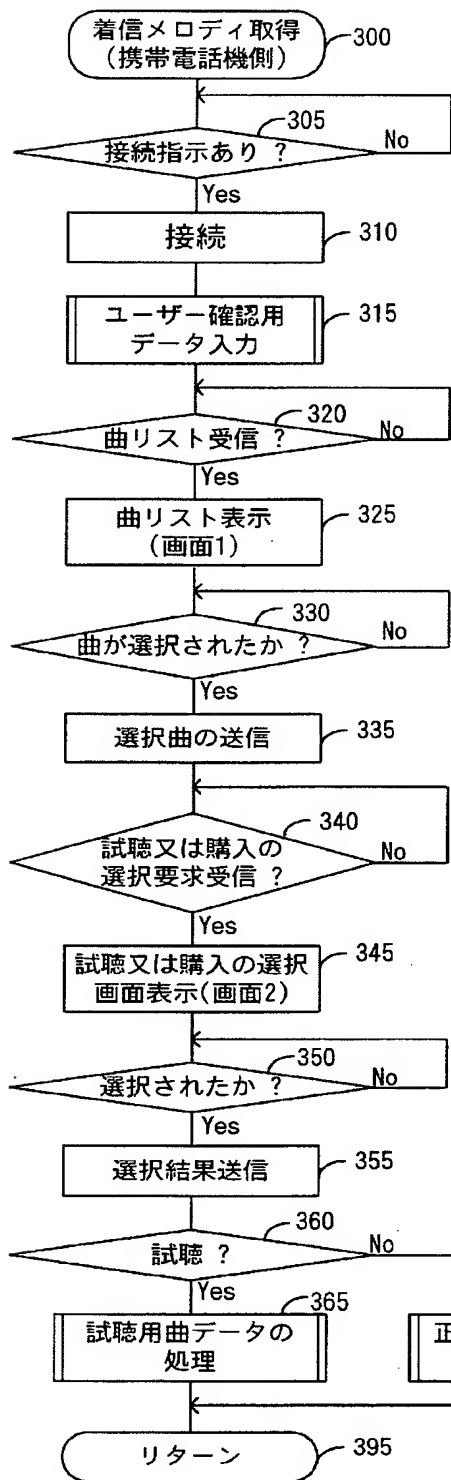 着信メロディ取得
(携帯電話機側)
300
305
接続指示あり ?
No
Yes
接続
310
ユーザー確認用
データ入力
315
320
曲リスト受信 ?
No
Yes
曲リスト表示
(画面1)
325
330
曲が選択されたか ?
No
Yes
選択曲の送信
335
340
試聴又は購入の
選択要求受信 ?
No
Yes
試聴又は購入の選択
画面表示(画面2)
345
350
選択されたか ?
No
Yes
選択結果送信
355
360
試聴 ?
No
Yes
365
試聴用曲データの
処理
正
リターン
395